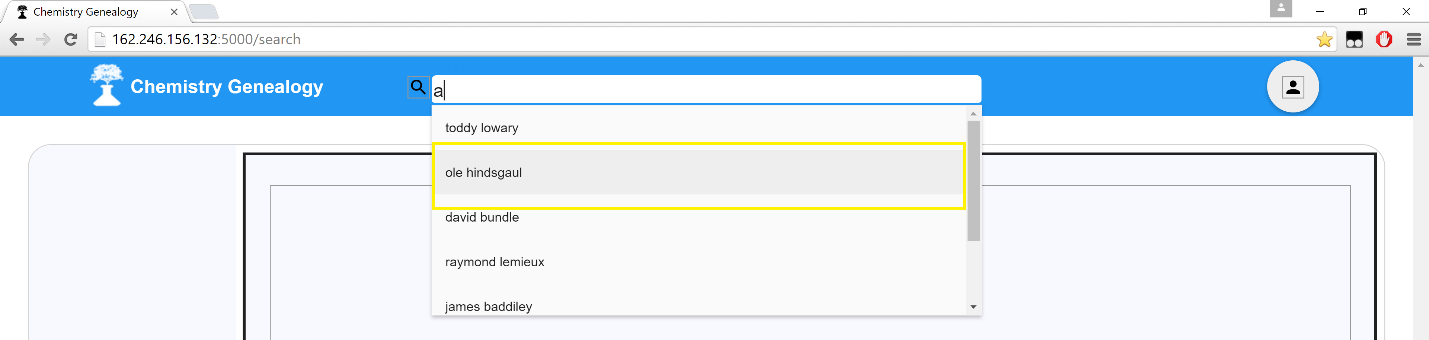 Chemistry Genealogy
162.246.156.132:5000/search
Chemistry Genealogy
a
toddy lowary
ole hindsgaul
david bundle
raymond lemieux
james baddiley